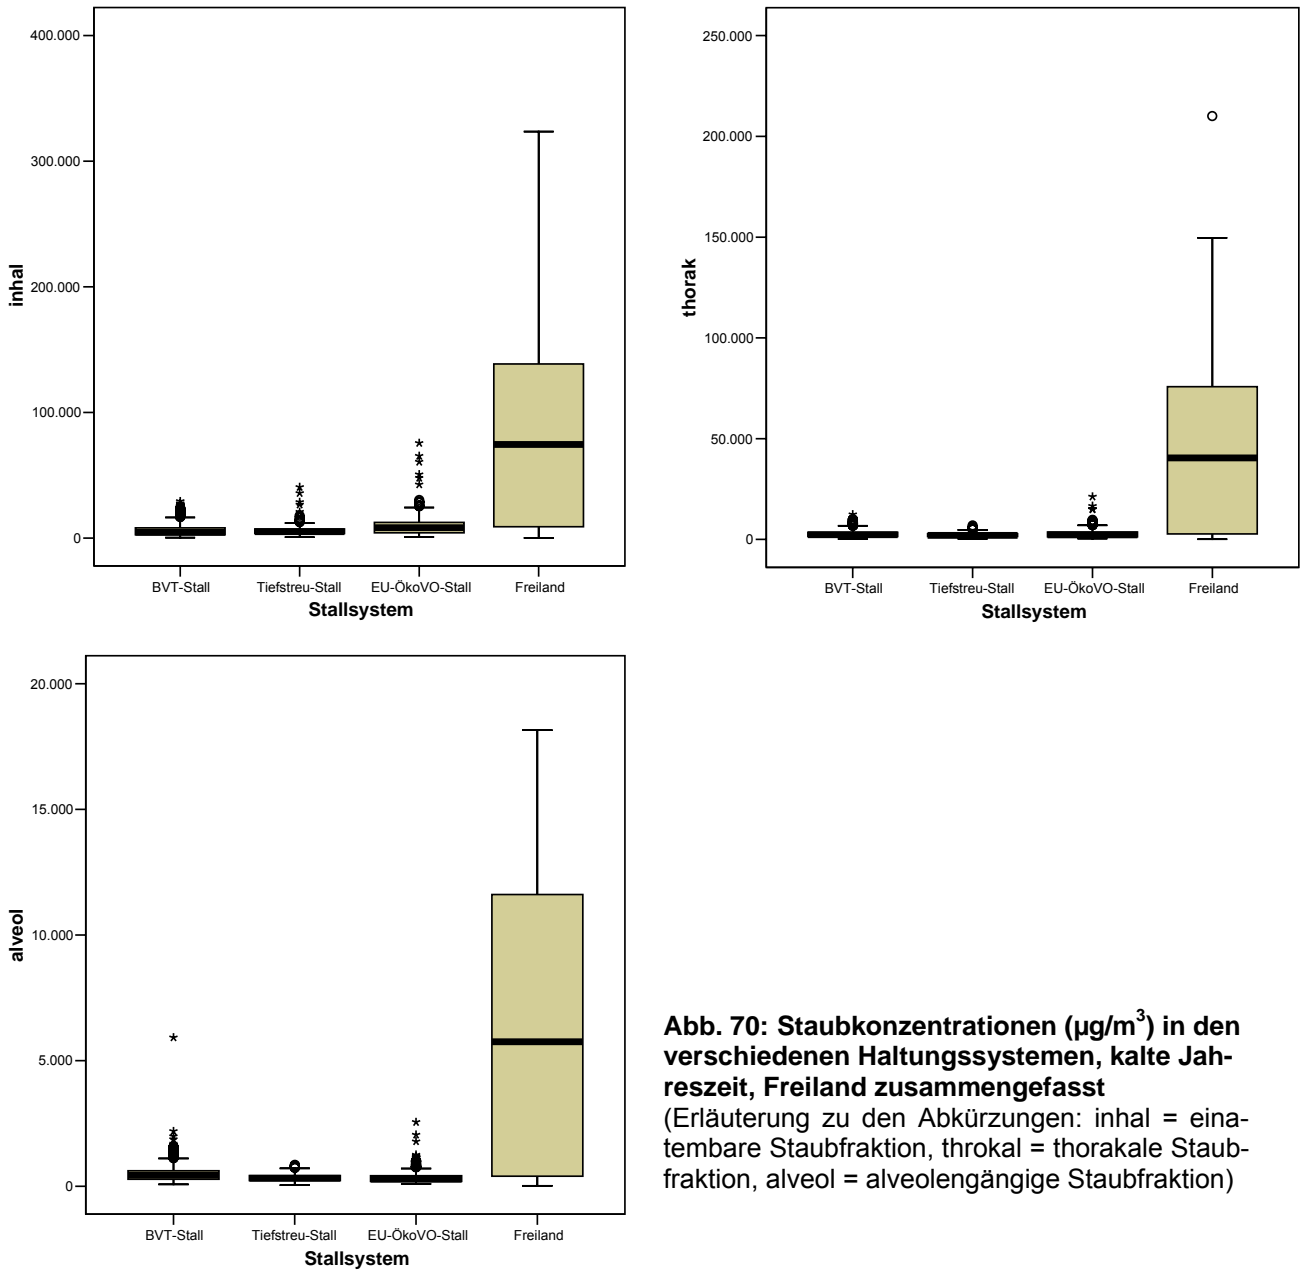 400.000
300.000
200.000
100.000
0
inhal
BVT-Stall Tiefstreu-Stall EU-ÖkoVO-Stall Freiland
Stallsystem
250.000
200.000
150.000
100.000
50.000
0
thorak
BVT-Stall Tiefstreu-Stall EU-ÖkoVO-Stall Freiland
Stallsystem
20.000
15.000
10.000
5.000
0
alveol
BVT-Stall Tiefstreu-Stall EU-ÖkoVO-Stall Freiland
Stallsystem
Abb. 70: Staubkonzentrationen (µg/m³) in den
verschiedenen Haltungssystemen, kalte Jah-
reszeit, Freiland zusammengefasst
(Erläuterung zu den Abkürzungen: inhal = eina-
tembare Staubfraktion, throkal = thorakale Staub-
fraktion, alveol = alveolengängige Staubfraktion)